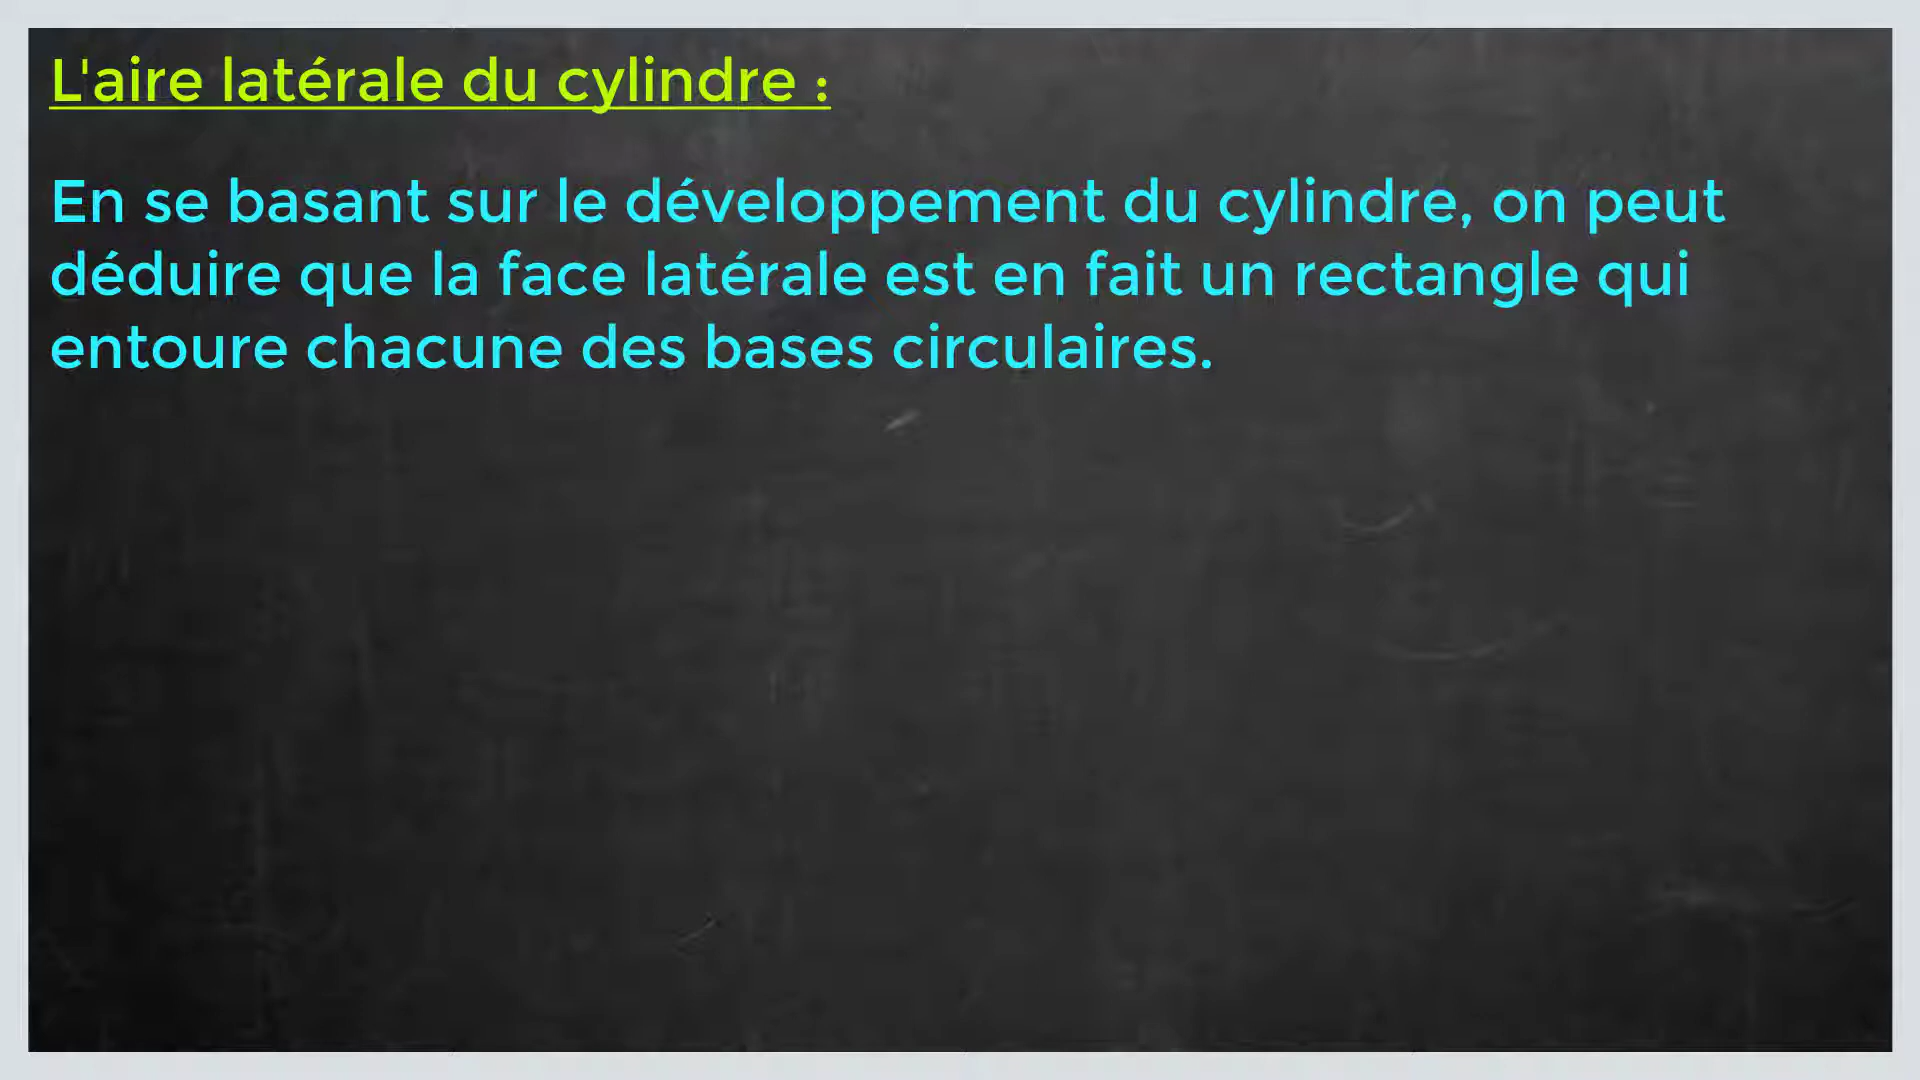 L'aire latérale du cylindre :
En se basant sur le développement du cylindre, on peut
déduire que la face latérale est en fait un rectangle qui
entoure chacune des bases circulaires.